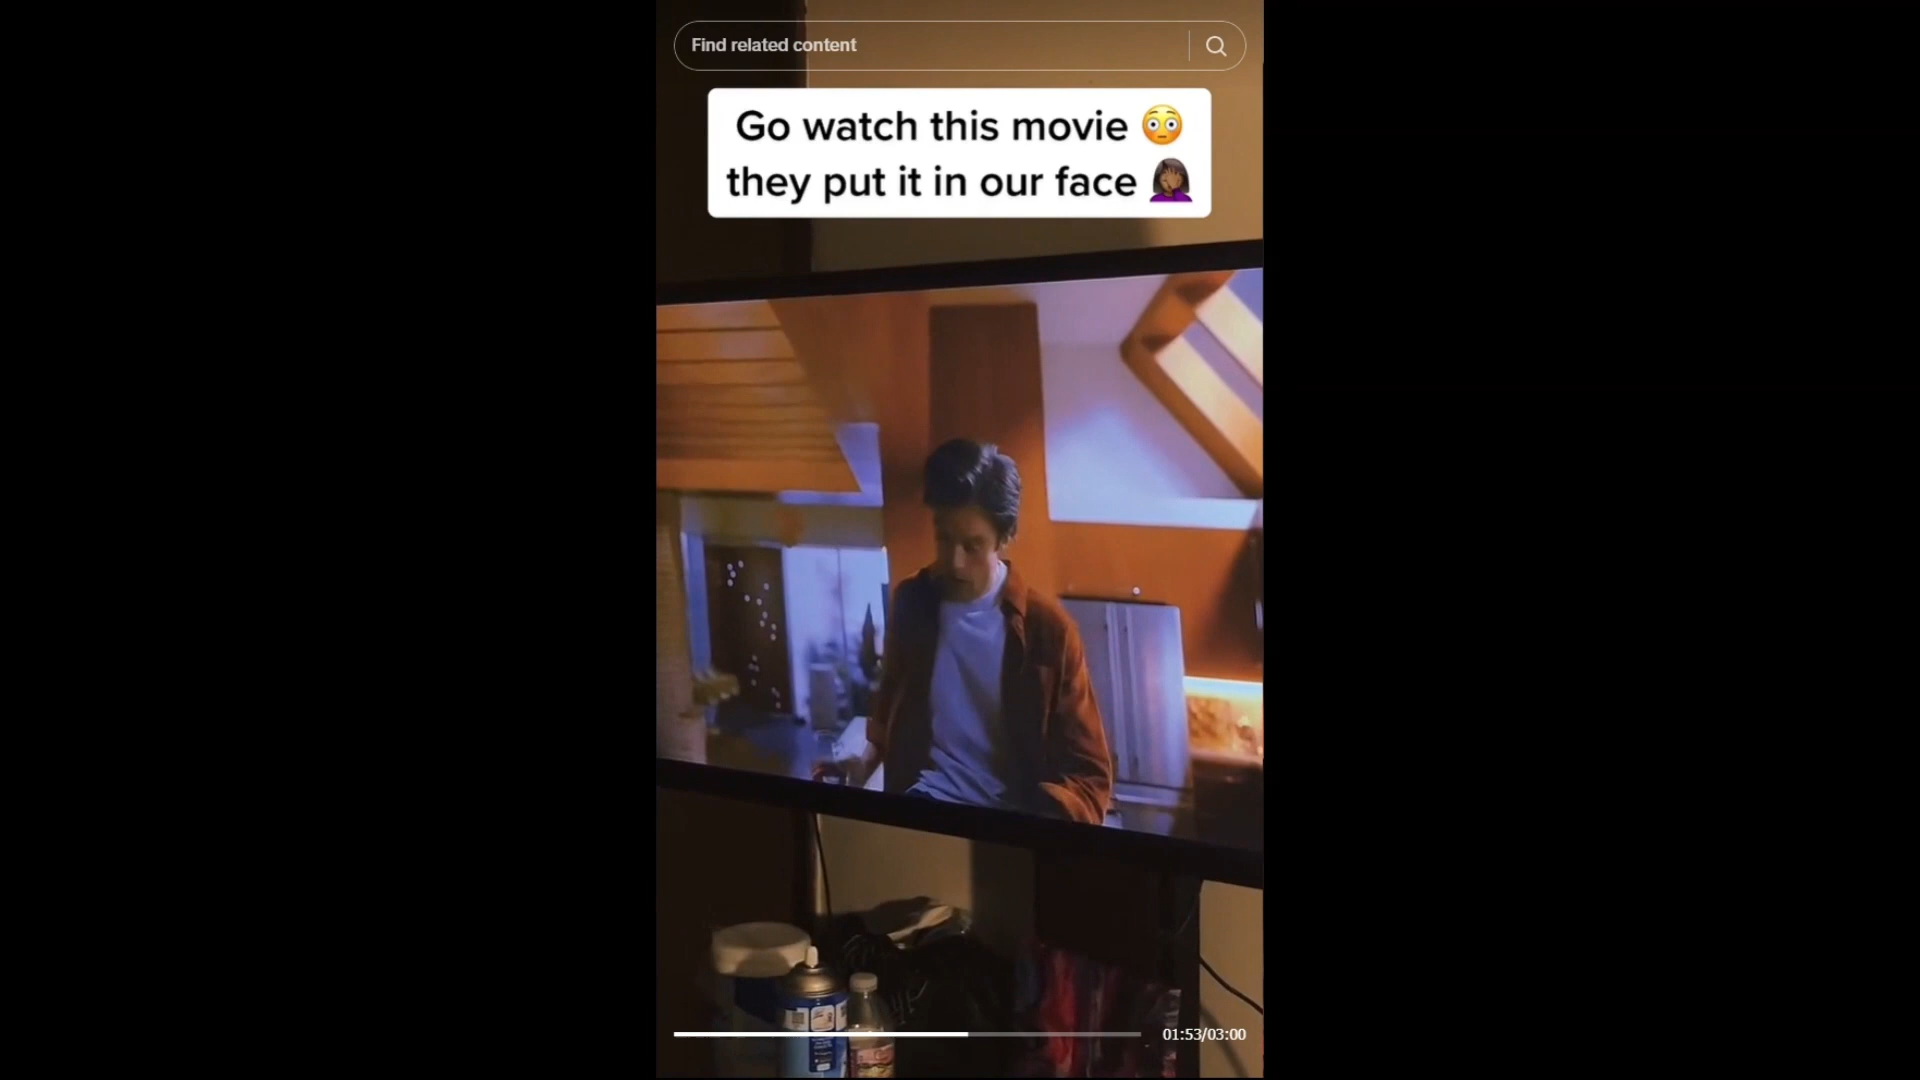 Find related content
Go watch this movie 😳
they put it in our face 🤦🏾‍♀️
01:53/03:00